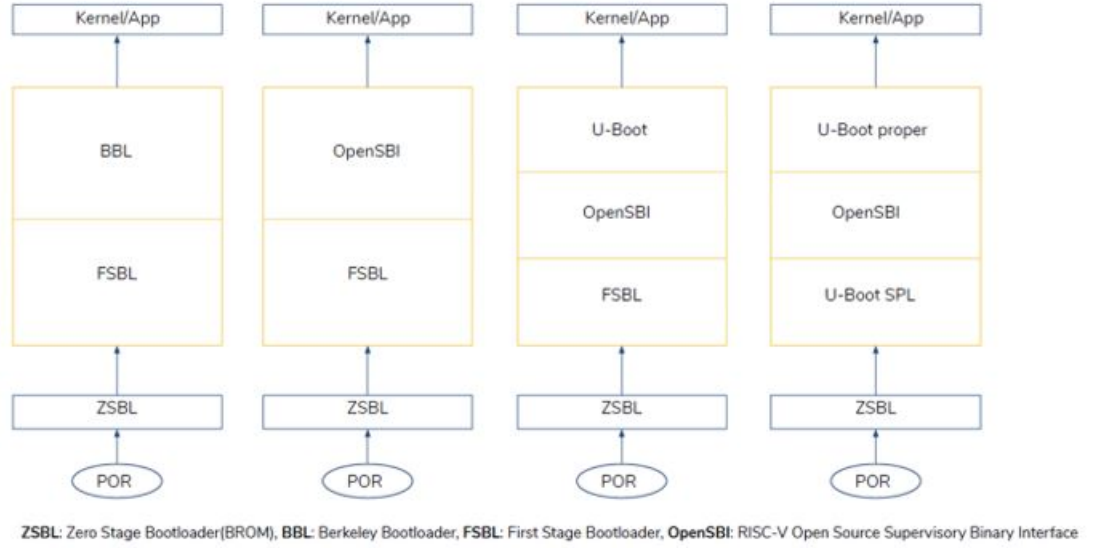 Kernel/App Kernel/App Kernel/App Kernel/App
BBL OpenSBI U-Boot U-Boot proper
OpenSBI OpenSBI
FSBL FSBL FSBL U-Boot SPL
ZSBL ZSBL ZSBL ZSBL
POR POR POR POR
ZSBL: Zero Stage Bootloader(BROM), BBL: Berkeley Bootloader, FSBL: First Stage Bootloader, OpenSBI: RISC-V Open Source Supervisory Binary Interface